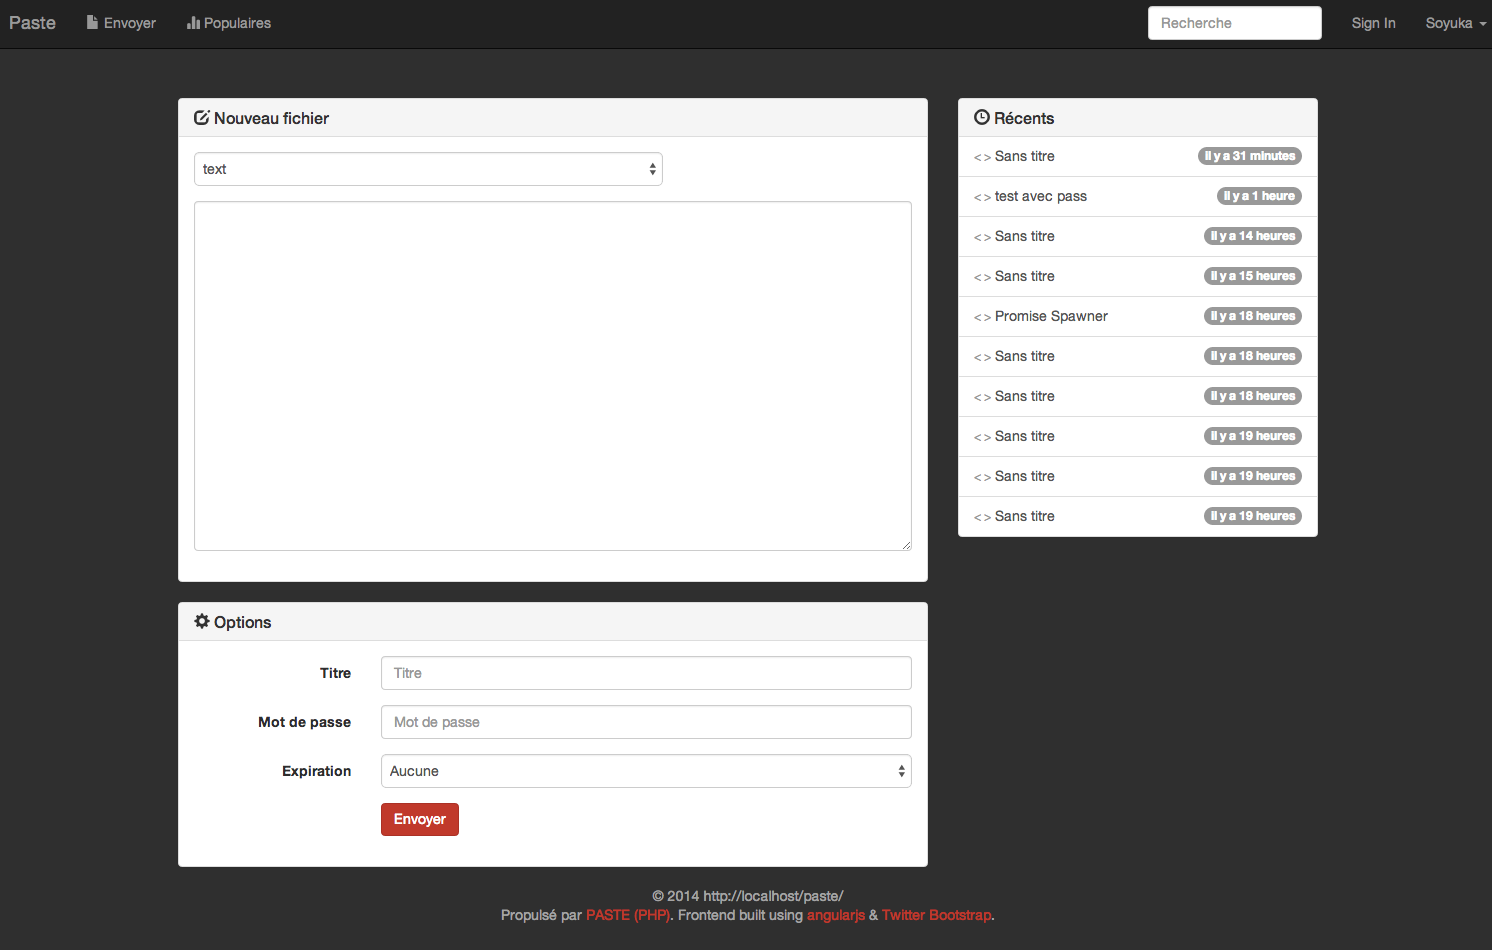 Paste Envoyer Populaires Recherche Sign In Soyuka
Nouveau fichier
text
Options
Titre Titre
Mot de passe Mot de passe
Expiration Aucune
Envoyer
Récents
<> Sans titre il y a 31 minutes
<> test avec pass il y a 1 heure
<> Sans titre il y a 14 heures
<> Sans titre il y a 15 heures
<> Promise Spawner il y a 18 heures
<> Sans titre il y a 18 heures
<> Sans titre il y a 18 heures
<> Sans titre il y a 19 heures
<> Sans titre il y a 19 heures
<> Sans titre il y a 19 heures
© 2014 http://localhost/paste/
Propulsé par PASTE (PHP). Frontend built using angularjs & Twitter Bootstrap.